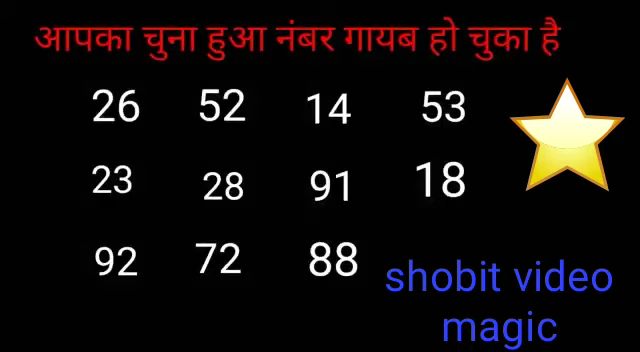 आपका चुना हुआ नंबर गायब हो चुका है
26 52 14 53
23 28 91 18
92 72 88
shobit video
magic